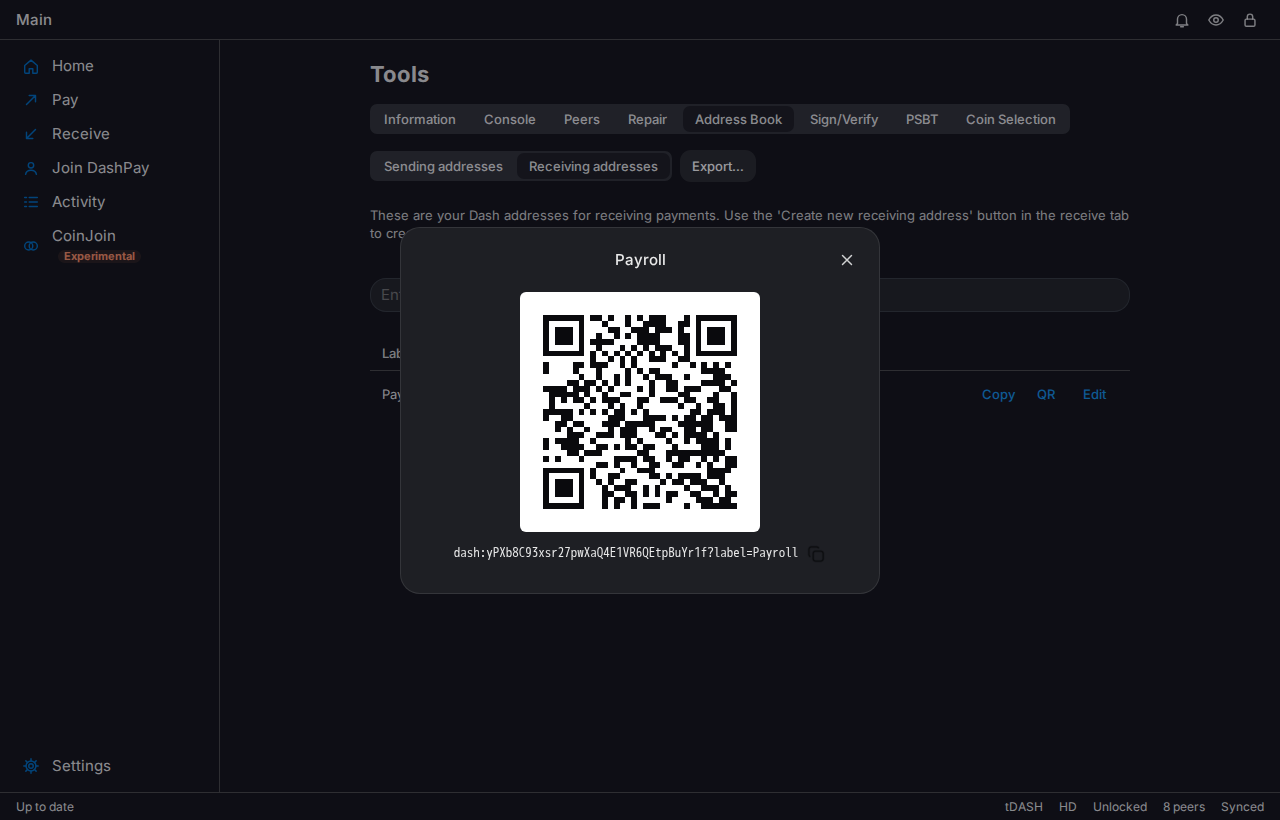 Main
Home
Pay
Receive
Join DashPay
Activity
CoinJoin
Experimental
Settings
Tools
Information Console Peers Repair Address Book Sign/Verify PSBT Coin Selection
Sending addresses Receiving addresses Export...
These are your Dash addresses for receiving payments. Use the 'Create new receiving address' button in the receive tab
to
Payroll
Copy QR Edit
dash:yPXb8C93xsr27pwXaQ4E1VR6QEtpBuYr1f?label=Payroll
Up to date
tDASH HD Unlocked 8 peers Synced